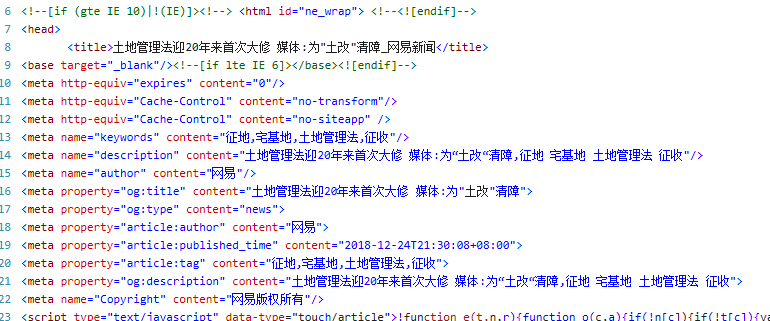 6 <!--[if (gte IE 10)|!(IE)]><!--> <html id="ne_wrap"> <!--<![endif]-->
7 <head>
8 <title>土地管理法迎20年来首次大修 媒体:为"土改"清障_网易新闻</title>
9 <base target="_blank"/><!--[if lte IE 6]></base><![endif]-->
10 <meta http-equiv="expires" content="0"/>
11 <meta http-equiv="Cache-Control" content="no-transform"/>
12 <meta http-equiv="Cache-Control" content="no-siteapp" />
13 <meta name="keywords" content="征地,宅基地,土地管理法,征收"/>
14 <meta name="description" content="土地管理法迎20年来首次大修 媒体:为“土改“清障,征地 宅基地 土地管理法 征收"/>
15 <meta name="author" content="网易"/>
16 <meta property="og:title" content="土地管理法迎20年来首次大修 媒体:为"土改"清障">
17 <meta property="og:type" content="news">
18 <meta property="article:author" content="网易">
19 <meta property="article:published_time" content="2018-12-24T21:30:08+08:00">
20 <meta property="article:tag" content="征地,宅基地,土地管理法,征收">
21 <meta property="og:description" content="土地管理法迎20年来首次大修 媒体:为“土改“清障,征地 宅基地 土地管理法 征收">
22 <meta name="Copyright" content="网易版权所有"/>
23 <script type="text/javascript" data-type="touch/article">!function e(t,n,r){function o(c,a){if(!n[c]){if(!t[c]){va